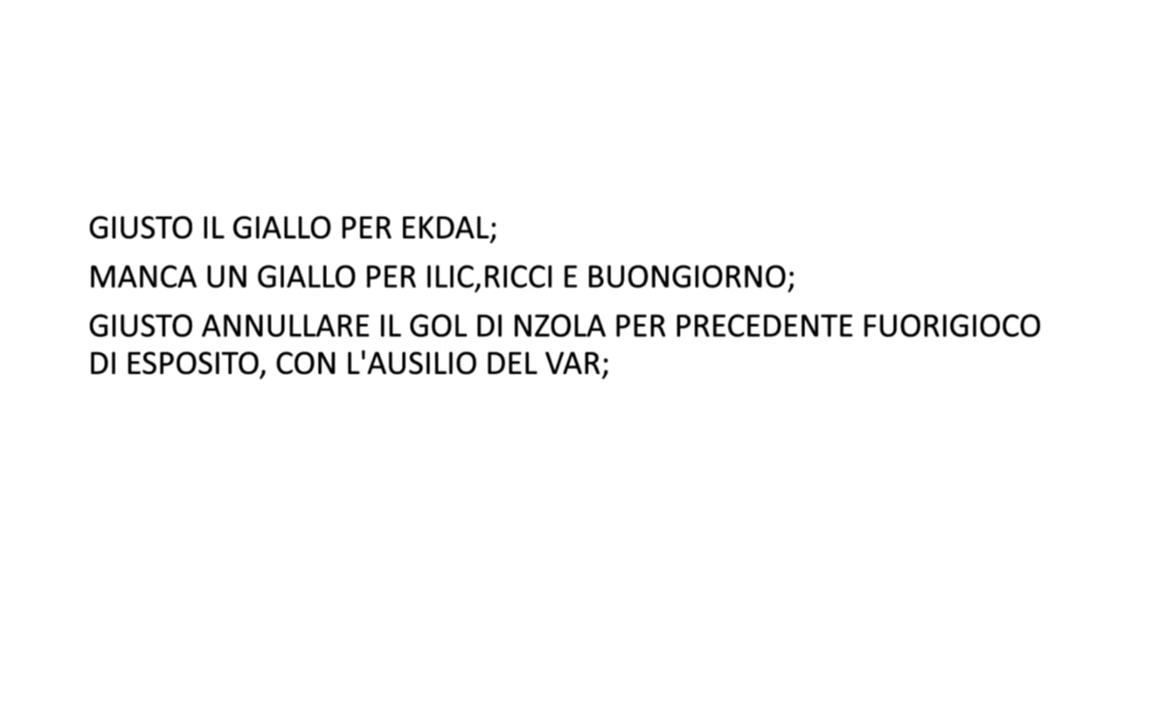 GIUSTO IL GIALLO PER EKDAL;
MANCA UN GIALLO PER ILIC,RICCI E BUONGIORNO;
GIUSTO ANNULLARE IL GOL DI NZOLA PER PRECEDENTE FUORIGIOCO
DI ESPOSITO, CON L'AUSILIO DEL VAR;